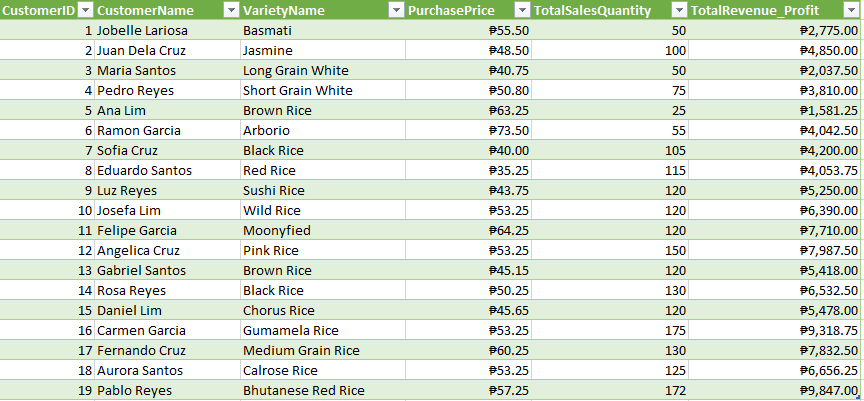 CustomerID CustomerName VarietyName PurchasePrice TotalSalesQuantity TotalRevenue_Profit
1 Jobelle Lariosa Basmati ₱55.50 50 ₱2,775.00
2 Juan Dela Cruz Jasmine ₱48.50 100 ₱4,850.00
3 Maria Santos Long Grain White ₱40.75 50 ₱2,037.50
4 Pedro Reyes Short Grain White ₱50.80 75 ₱3,810.00
5 Ana Lim Brown Rice ₱63.25 25 ₱1,581.25
6 Ramon Garcia Arborio ₱73.50 55 ₱4,042.50
7 Sofia Cruz Black Rice ₱40.00 105 ₱4,200.00
8 Eduardo Santos Red Rice ₱35.25 115 ₱4,053.75
9 Luz Reyes Sushi Rice ₱43.75 120 ₱5,250.00
10 Josefa Lim Wild Rice ₱53.25 120 ₱6,390.00
11 Felipe Garcia Moonyfied ₱64.25 120 ₱7,710.00
12 Angelica Cruz Pink Rice ₱53.25 150 ₱7,987.50
13 Gabriel Santos Brown Rice ₱45.15 120 ₱5,418.00
14 Rosa Reyes Black Rice ₱50.25 130 ₱6,532.50
15 Daniel Lim Chorus Rice ₱45.65 120 ₱5,478.00
16 Carmen Garcia Gumamela Rice ₱53.25 175 ₱9,318.75
17 Fernando Cruz Medium Grain Rice ₱60.25 130 ₱7,832.50
18 Aurora Santos Calrose Rice ₱53.25 125 ₱6,656.25
19 Pablo Reyes Bhutanese Red Rice ₱57.25 172 ₱9,847.00